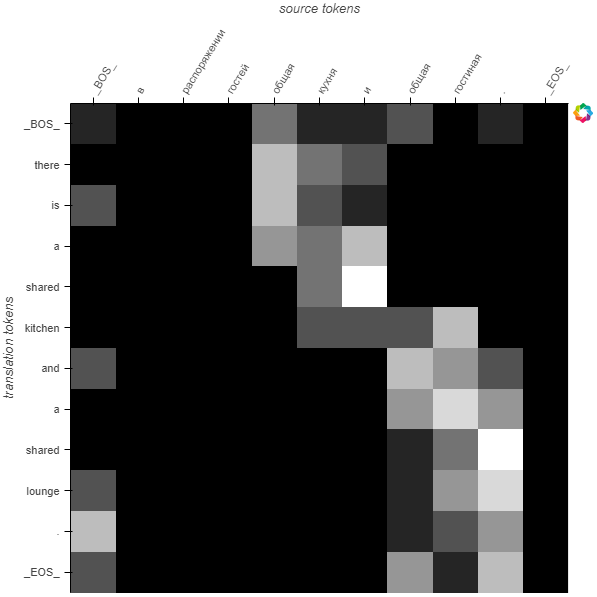 source tokens
_BOS_ в распоряжении гостей общая кухня и общая гостиная . _EOS_
translation tokens
_BOS_
there
is
a
shared
kitchen
and
a
shared
lounge
.
_EOS_